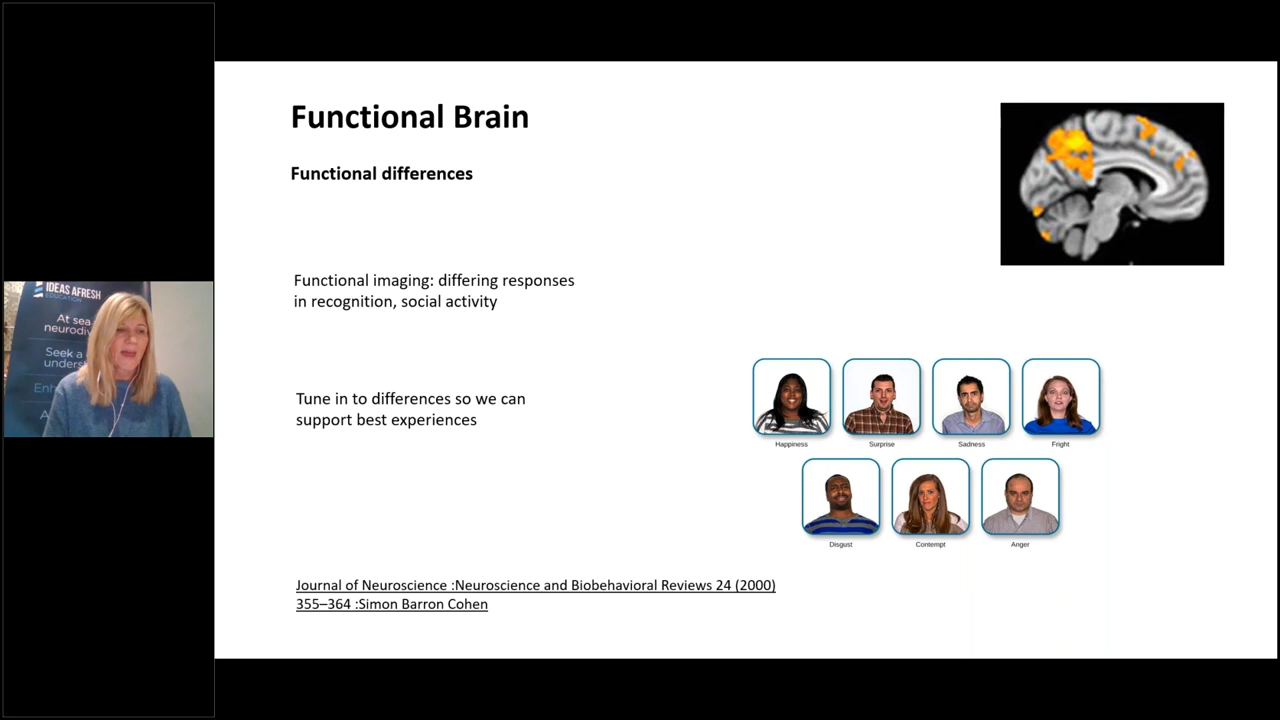 Functional Brain
Functional differences
Functional imaging: differing responses
in recognition, social activity
Tune in to differences so we can
support best experiences
Happiness
Surprise
Sadness
Fright
Disgust
Contempt
Anger
Journal of Neuroscience :Neuroscience and Biobehavioral Reviews 24 (2000)
355–364 :Simon Barron Cohen
IDEAS AFRESH
EDUCATION
At sea
Seek a